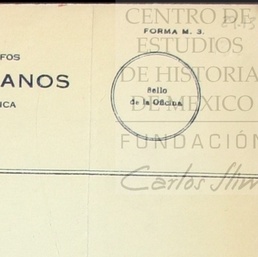 CENTRO DE
ESTUDIOS
DE HISTORIA
DE MEXICO
FUNDACIÓN
Carlos Slim
FORMA M. 3.
FOS
ANOS
ICA
Sello
de la Oficina